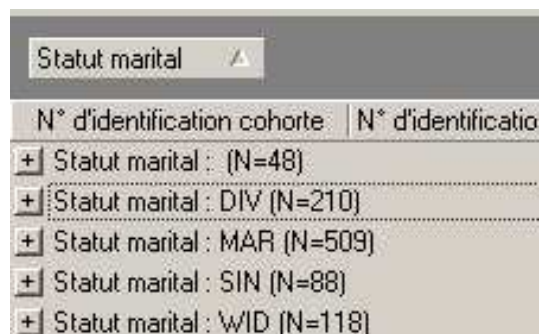 Statut marital
N° d'identification cohorte N° d'identificatio
Statut marital : (N=48)
Statut marital : DIV (N=210)
Statut marital : MAR (N=509)
Statut marital : SIN (N=88)
Statut marital : WID (N=118)